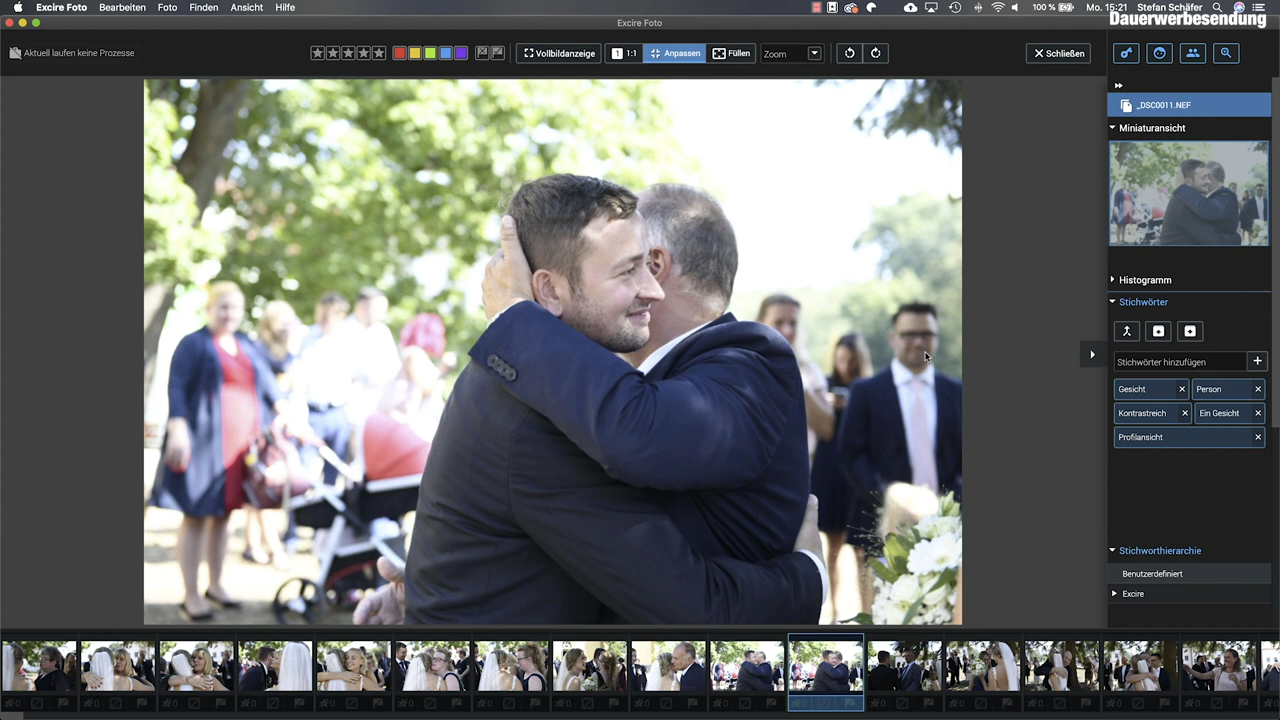 Excire Foto Bearbeiten Foto Finden Ansicht Hilfe
100 % Mo. 15:21 Stefan Schäfer
Dauerwerbesendung
Excire Foto
Aktuell laufen keine Prozesse
Vollbildanzeige
1 1:1
Anpassen
Füllen
Zoom
Schließen
_DSC0011.NEF
Miniaturansicht
Histogramm
Stichwörter
Stichwörter hinzufügen
Gesicht
Person
Kontrastreich
Ein Gesicht
Profilansicht
Stichworthierarchie
Benutzerdefiniert
Excire